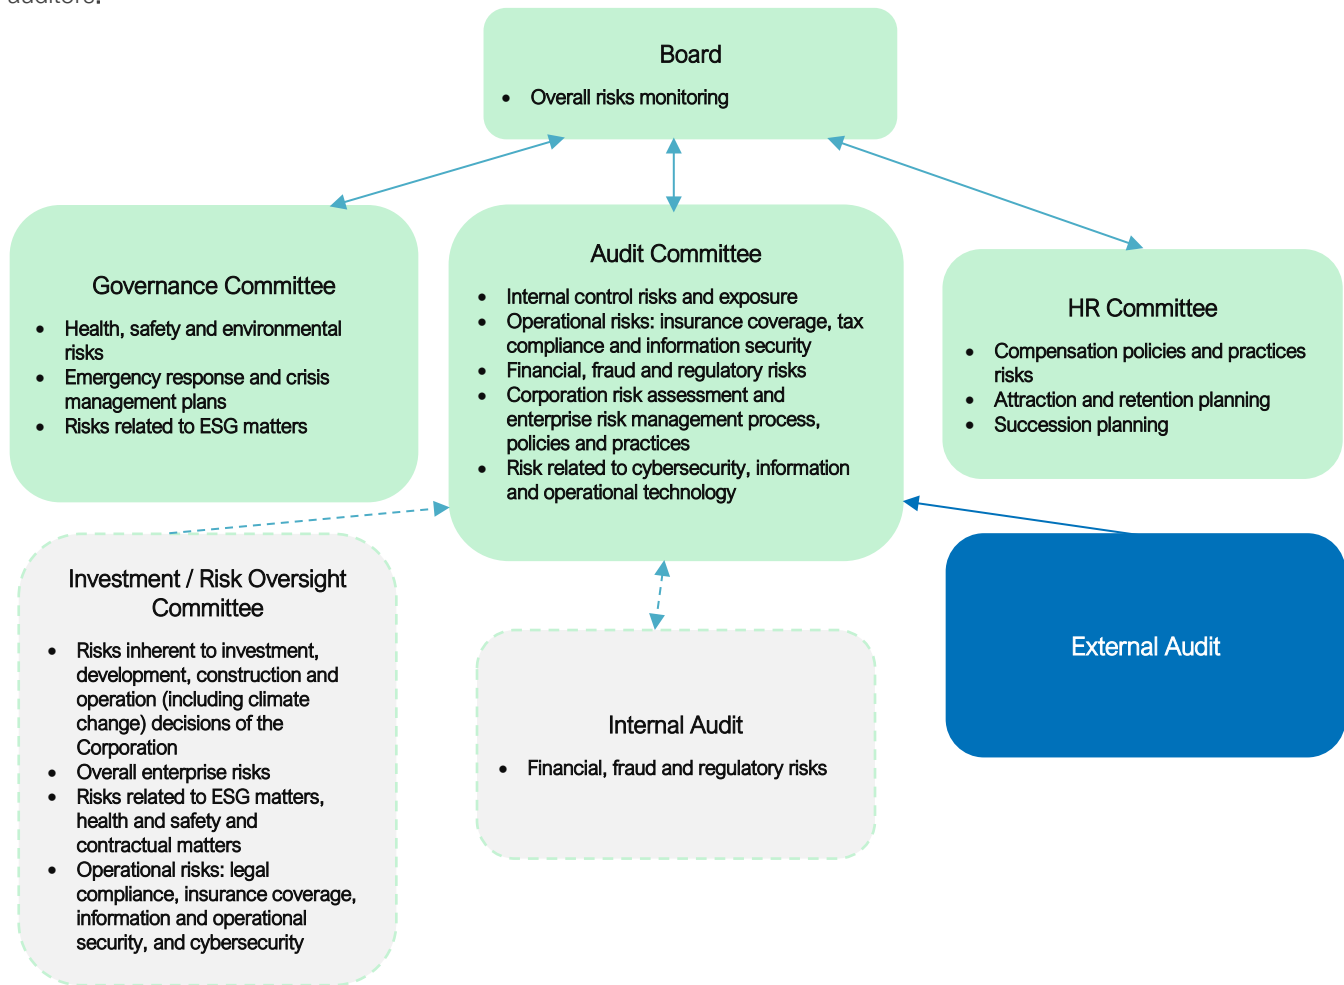 auditors.
Board
• Overall risks monitoring
Governance Committee
• Health, safety and environmental
risks
• Emergency response and crisis
management plans
• Risks related to ESG matters
Audit Committee
• Internal control risks and exposure
• Operational risks: insurance coverage, tax
compliance and information security
• Financial, fraud and regulatory risks
• Corporation risk assessment and
enterprise risk management process,
policies and practices
• Risk related to cybersecurity, information
and operational technology
HR Committee
• Compensation policies and practices
risks
• Attraction and retention planning
• Succession planning
Investment / Risk Oversight
Committee
• Risks inherent to investment,
development, construction and
operation (including climate
change) decisions of the
Corporation
• Overall enterprise risks
• Risks related to ESG matters,
health and safety and
contractual matters
• Operational risks: legal
compliance, insurance coverage,
information and operational
security, and cybersecurity
Internal Audit
• Financial, fraud and regulatory risks
External Audit